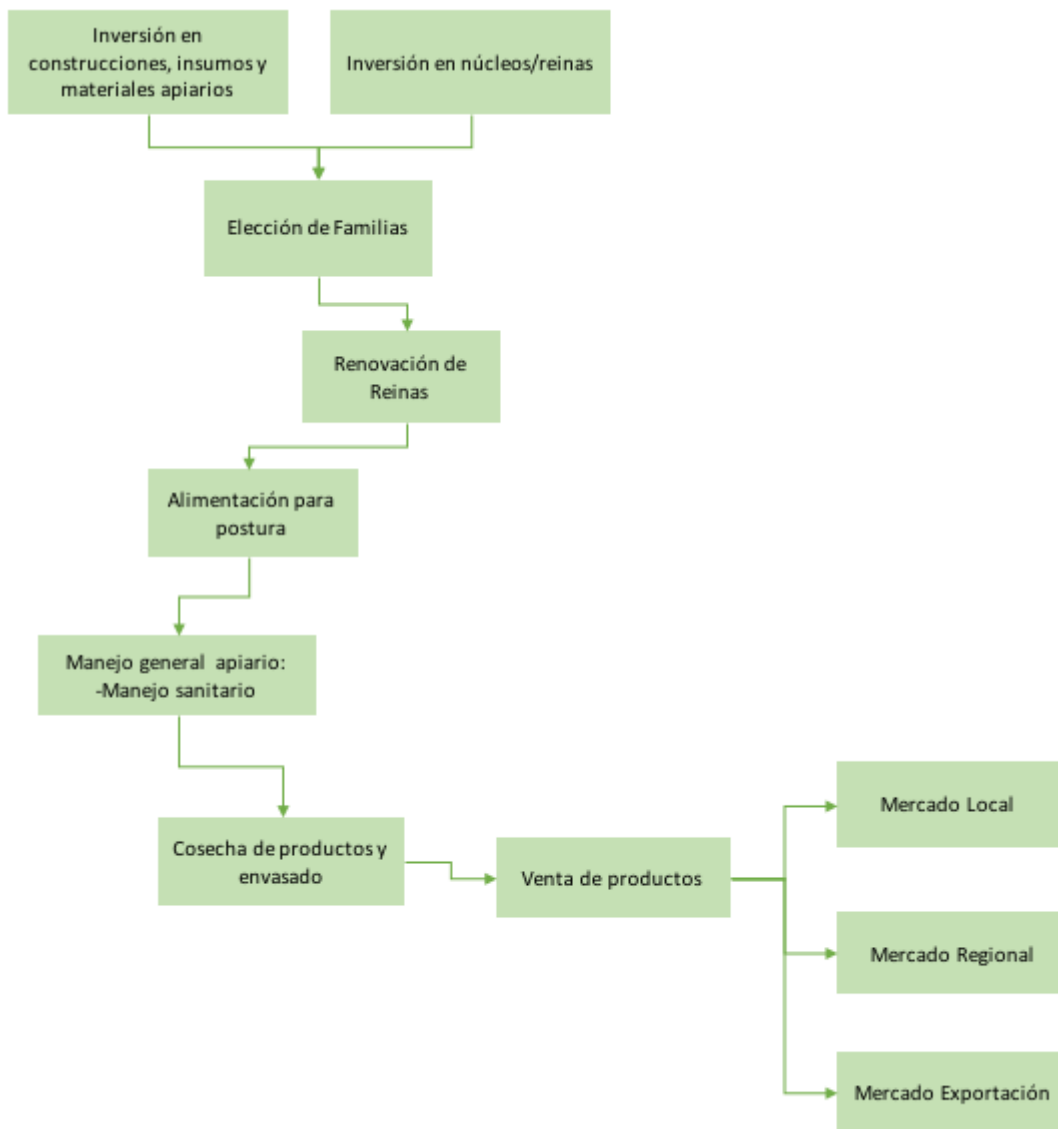 Inversión en
construcciones, insumos y
materiales apiarios
Inversión en núcleos/reinas
Elección de Familias
Renovación de
Reinas
Alimentación para
postura
Manejo general apiario:
-Manejo sanitario
Cosecha de productos y
envasado
Venta de productos
Mercado Local
Mercado Regional
Mercado Exportación